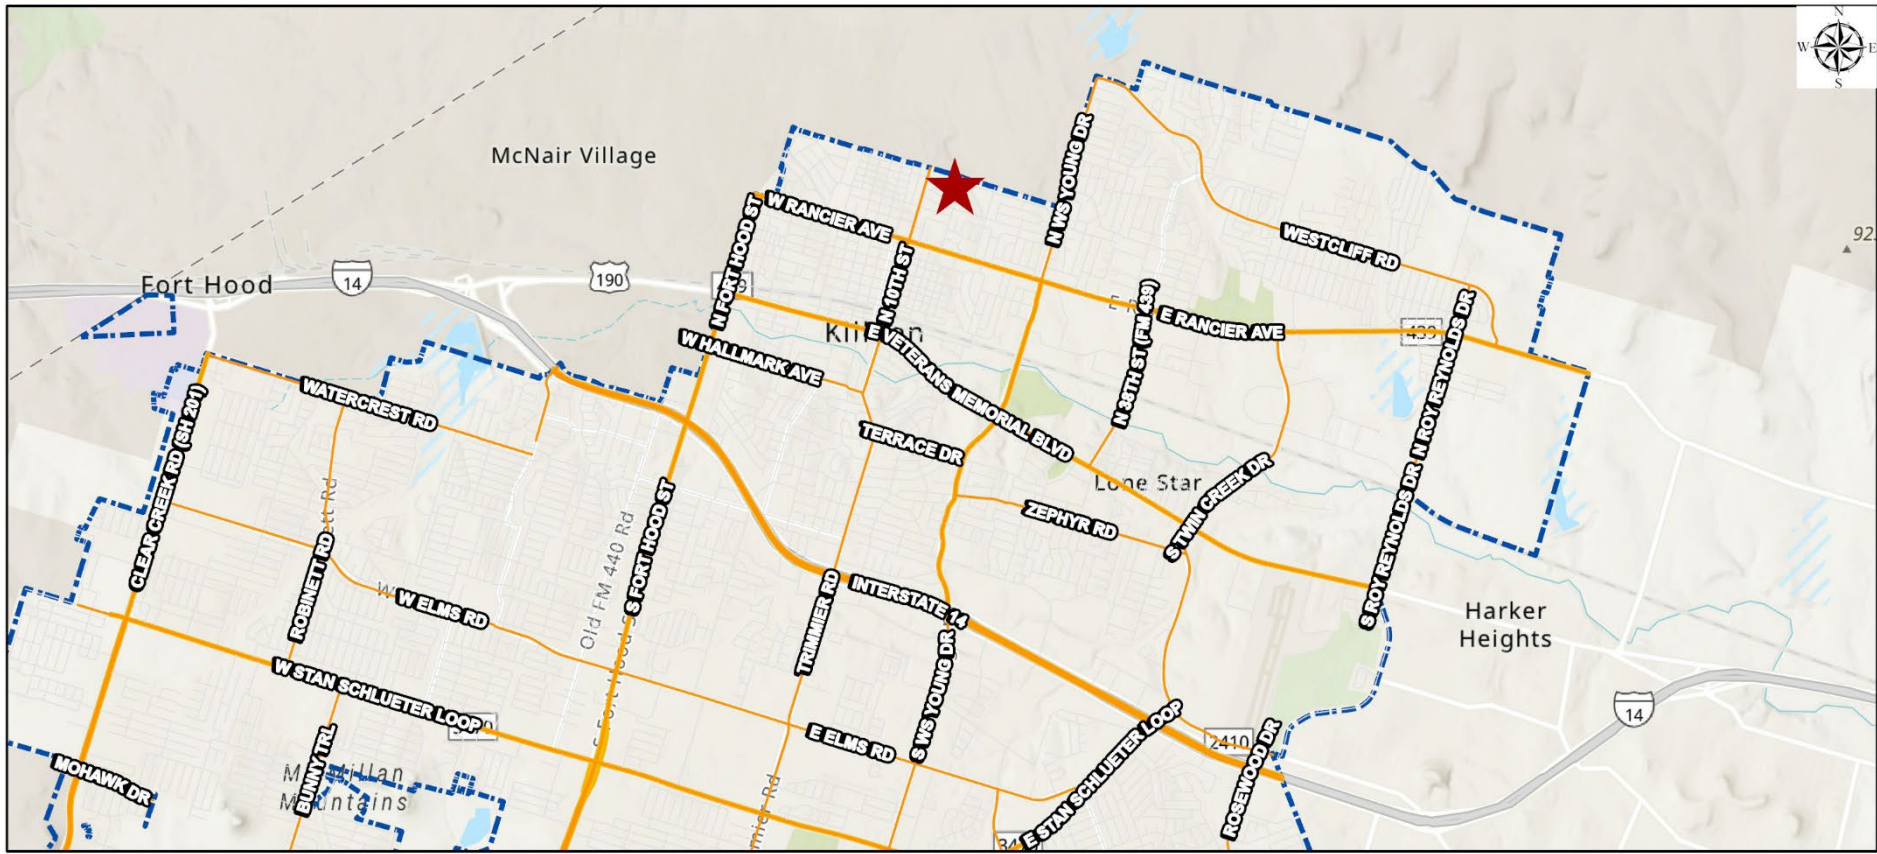 N
W
E
S
McNair Village
N WS YOUNG DR
W RANCIER AVE
WESTCLIFF RD
92
Fort Hood
14
190
N FORT HOOD ST
N 10TH ST
N 38TH ST (FM 439)
E RANCIER AVE
439
N ROY REYNOLDS DR
W HALLMARK AVE
E VETERANS MEMORIAL BLVD
WATERCREST RD
TERRACE DR
CLEAR CREEK RD (SH 201)
Lone Star
S TWIN CREEK DR
ZEPHYR RD
S ROY REYNOLDS DR
ROBINETT RD
Old FM 440 Rd
S FORT HOOD ST
W ELMS RD
TRIMMIER RD
INTERSTATE 14
Harker
Heights
S WS YOUNG DR
W STAN SCHLUETER LOOP
14
E ELMS RD
2410
E STAN SCHLUETER LOOP
ROSEWOOD DR
MOHAWK DR
BUNNY TRL